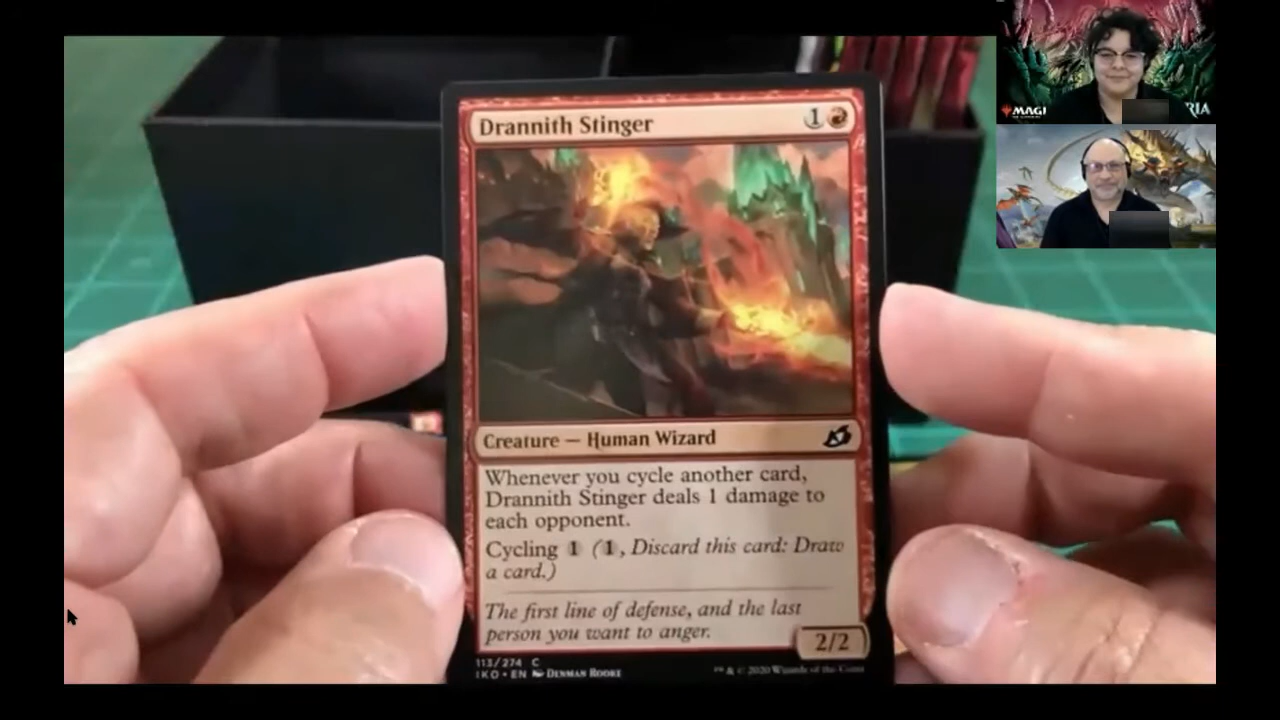 Drannith Stinger 1
Creature — Human Wizard
Whenever you cycle another card,
Drannith Stinger deals 1 damage to
each opponent.
Cycling 1 (1, Discard this card: Draw
a card.)
The first line of defense, and the last
person you want to anger.
2/2
113/274 C
IKO • EN DENMAN ROOKE
™ & © 2020 Wizards of the Coast
MAGI
RIA